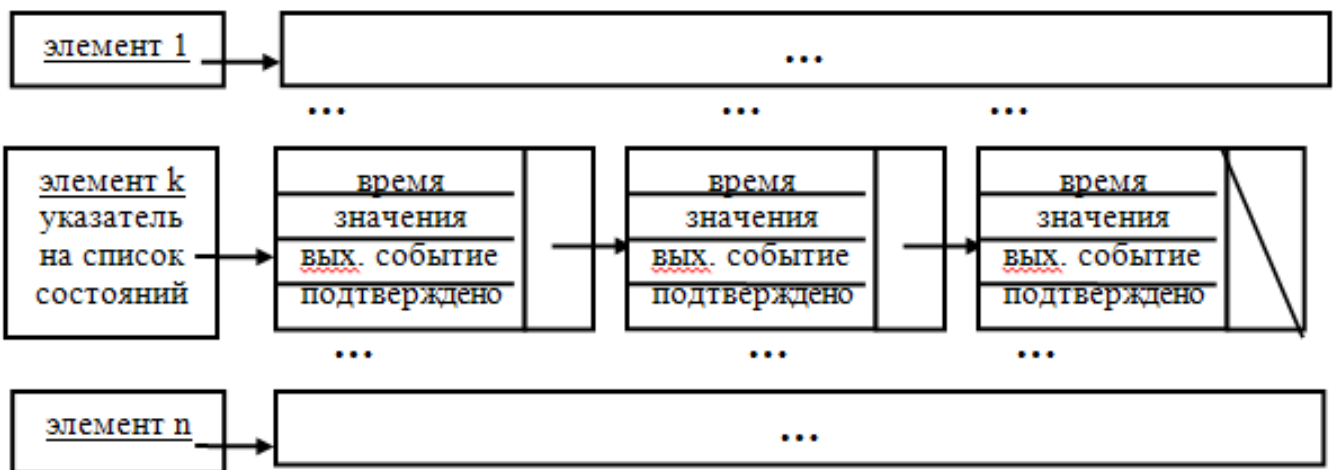 элемент 1
...
... ... ...
элемент k
указатель
на список
состояний
время
значения
вых. событие
подтверждено
время
значения
вых. событие
подтверждено
время
значения
вых. событие
подтверждено
... ... ...
элемент n
...